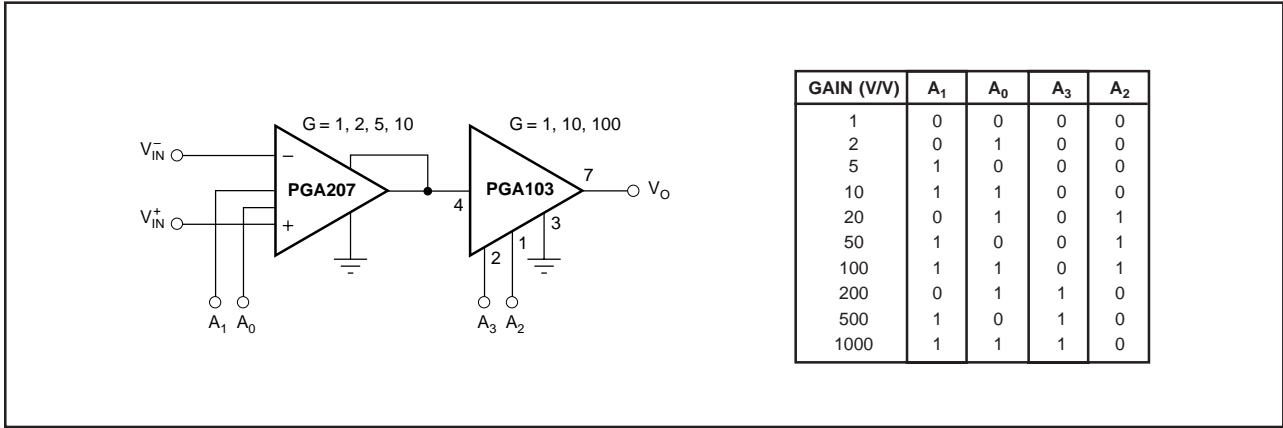 G = 1, 2, 5, 10
G = 1, 10, 100
V⁻IN
V⁺IN
−
+
PGA207
PGA103
4
7
VO
2
1
3
A1 A0
A3 A2
GAIN (V/V) A1 A0 A3 A2
1 0 0 0 0
2 0 1 0 0
5 1 0 0 0
10 1 1 0 0
20 0 1 0 1
50 1 0 0 1
100 1 1 0 1
200 0 1 1 0
500 1 0 1 0
1000 1 1 1 0